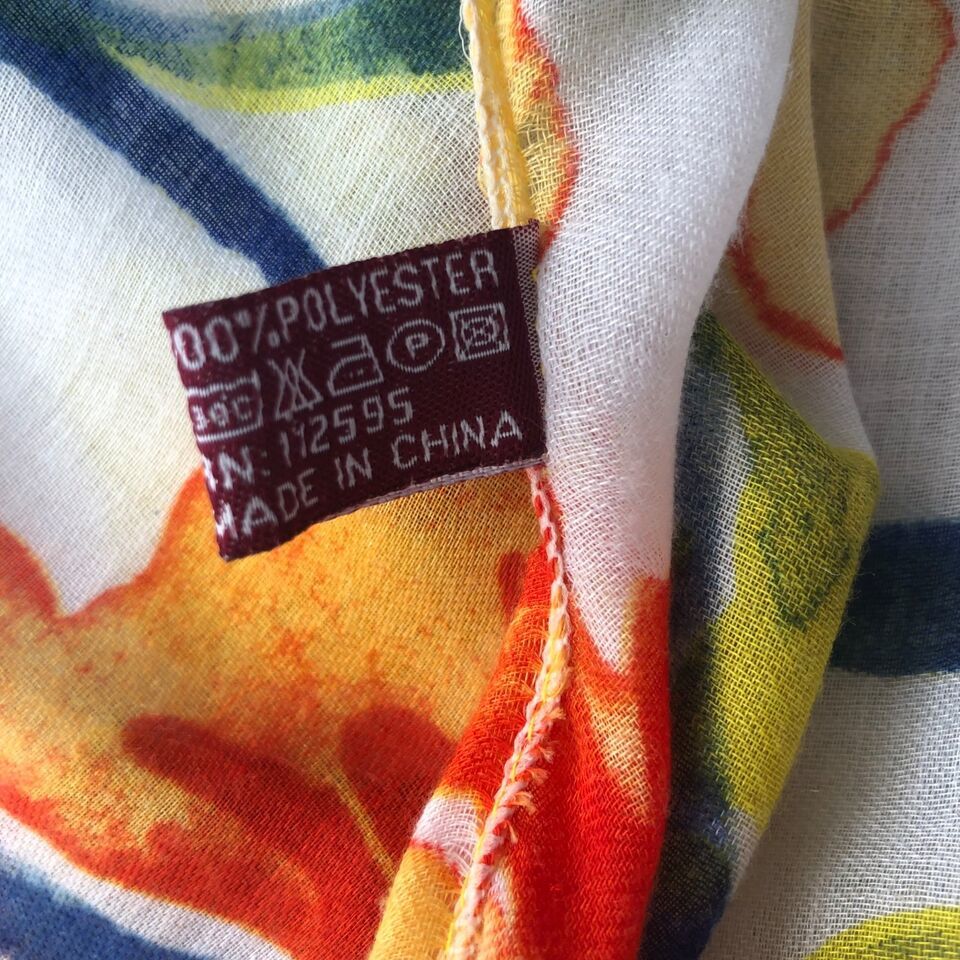 00%POLYESTER
P
N: 112595
MADE IN CHINA